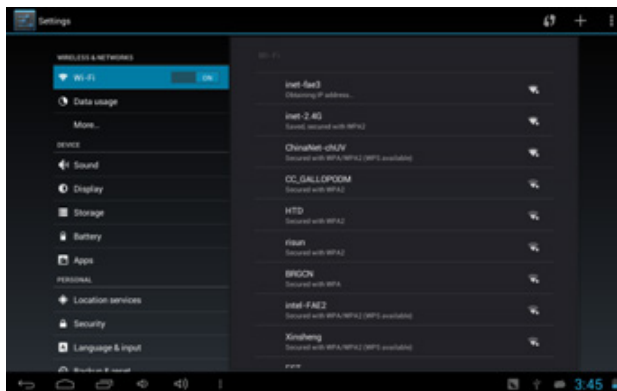 Settings
WIRELESS & NETWORKS
Wi-Fi
ON
Data usage
More...
DEVICE
Sound
Display
Storage
Battery
Apps
PERSONAL
Location services
Security
Language & input
Backup & reset
Wi-Fi
inet-fae3
Obtaining IP address...
inet-2.4G
Saved, secured with WPA2
ChinaNet-chUV
Secured with WPA/WPA2 (WPS available)
CC_GALLOPOOM
Secured with WPA2
HTD
Secured with WPA2
risun
Secured with WPA2
BRGCN
Secured with WPA
intel-FAE2
Secured with WPA/WPA2 (WPS available)
Xinsheng
Secured with WPA/WPA2 (WPS available)
3:45